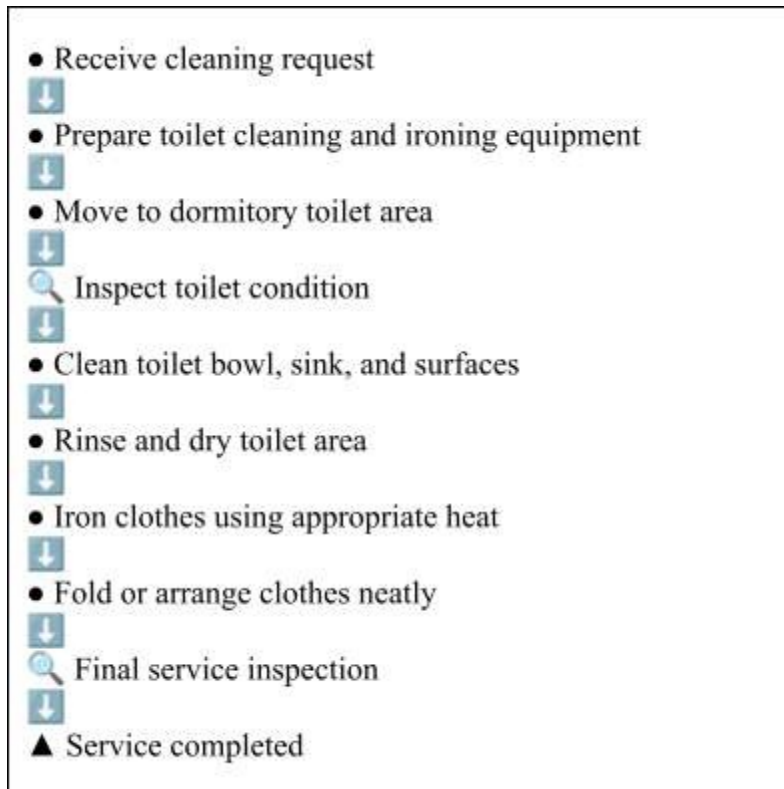 ● Receive cleaning request
⬇️
● Prepare toilet cleaning and ironing equipment
⬇️
● Move to dormitory toilet area
⬇️
🔍 Inspect toilet condition
⬇️
● Clean toilet bowl, sink, and surfaces
⬇️
● Rinse and dry toilet area
⬇️
● Iron clothes using appropriate heat
⬇️
● Fold or arrange clothes neatly
⬇️
🔍 Final service inspection
⬇️
▲ Service completed